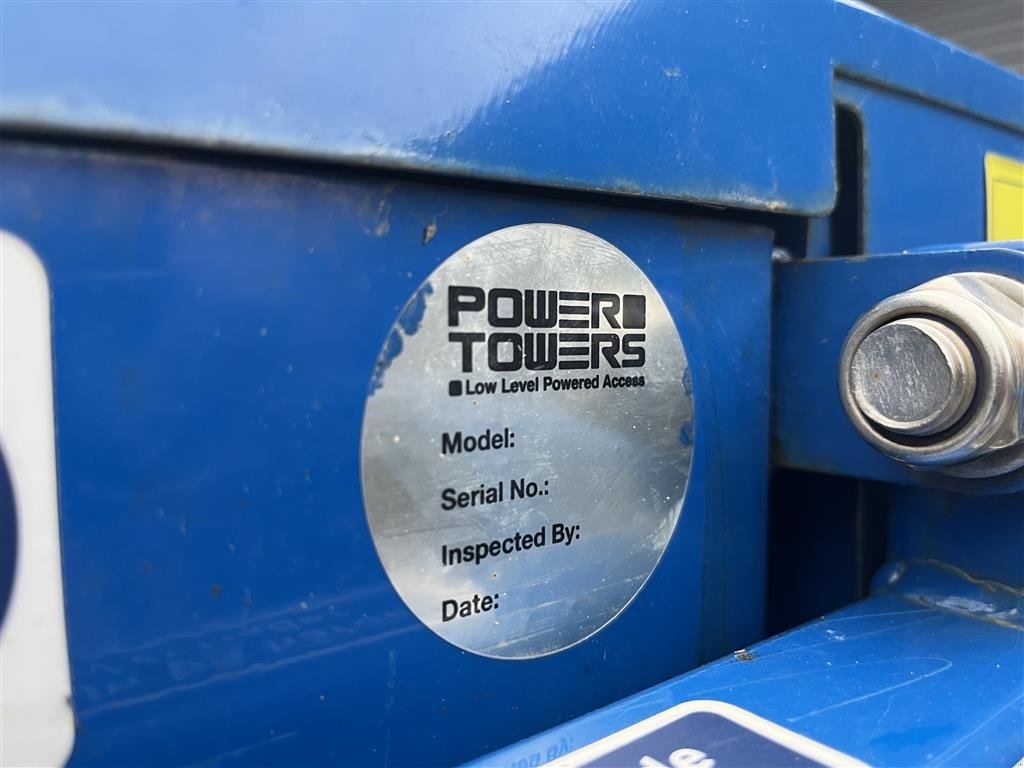 POWER
TOWERS
Low Level Powered Access
Model:
Serial No.:
Inspected By:
Date: